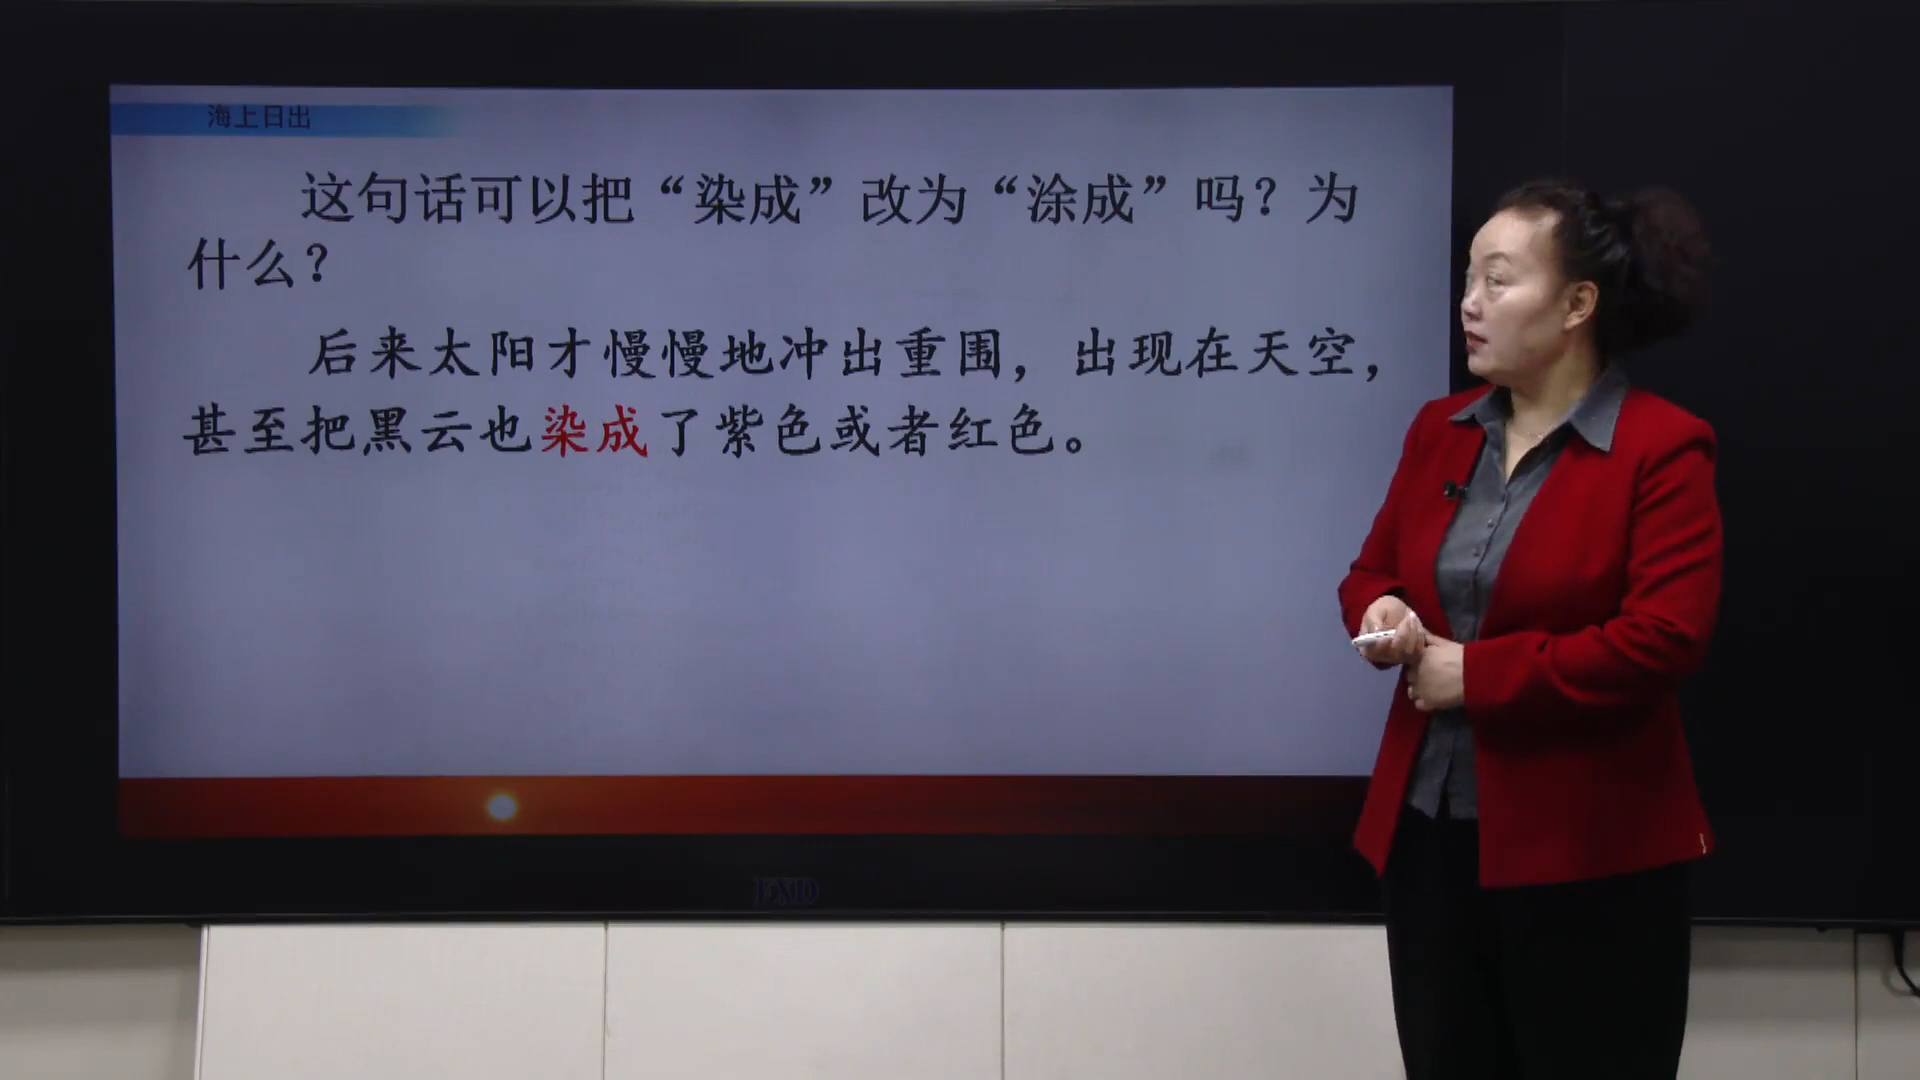 海上日出
这句话可以把“染成”改为“涂成”吗？为
什么？
后来太阳才慢慢地冲出重围，出现在天空，
甚至把黑云也染成了紫色或者红色。